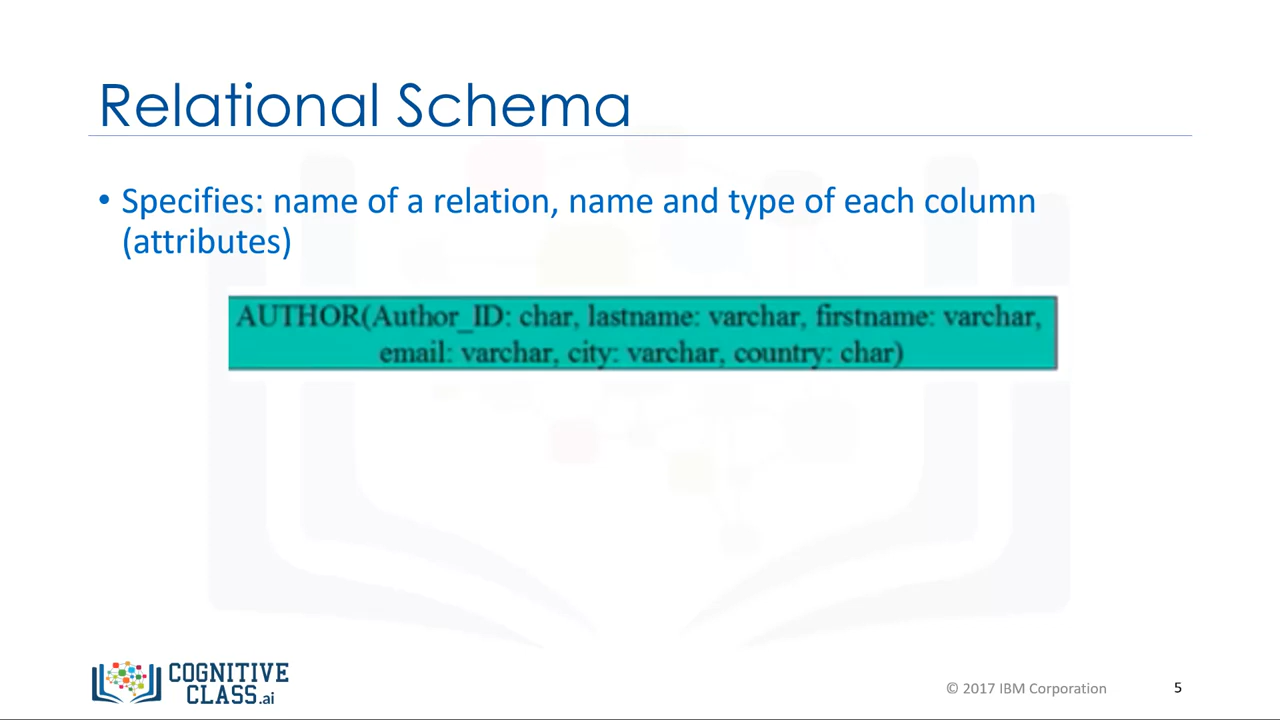 Relational Schema
• Specifies: name of a relation, name and type of each column
(attributes)
AUTHOR(Author_ID: char, lastname: varchar, firstname: varchar,
email: varchar, city: varchar, country: char)
COGNITIVE
CLASS.ai
© 2017 IBM Corporation
5